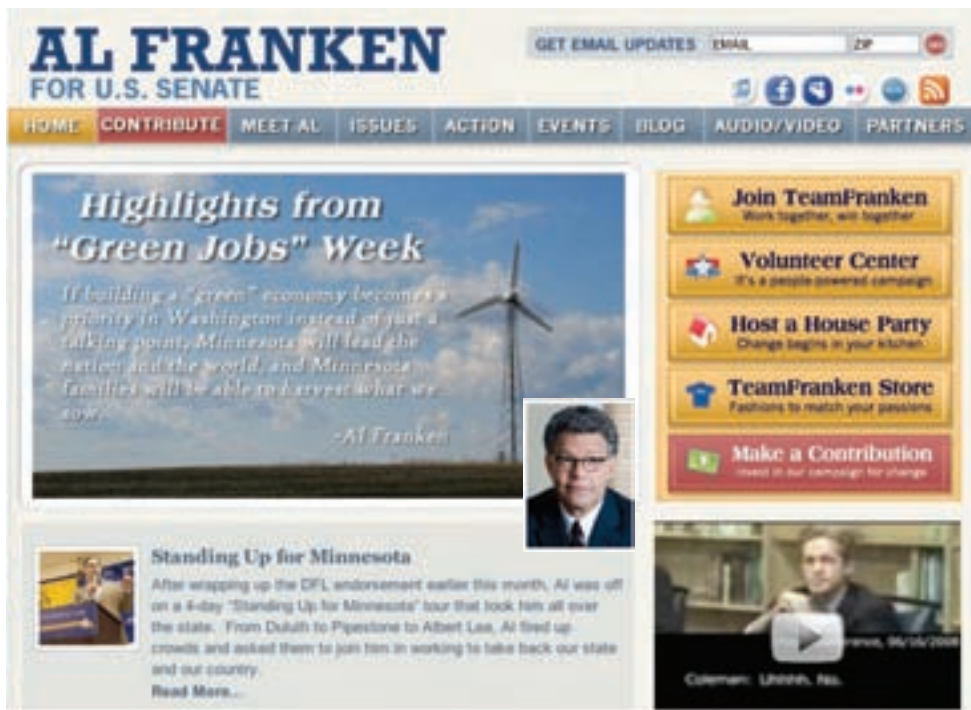 AL FRANKEN
FOR U.S. SENATE
GET EMAIL UPDATES EMAIL ZIP
HOME CONTRIBUTE MEET AL ISSUES ACTION EVENTS BLOG AUDIO/VIDEO PARTNERS
Highlights from
"Green Jobs" Week
If building a "green" economy becomes a
priority in Washington instead of just a
talking point, Minnesota will lead the
nation and the world, and Minnesota
families will be able to harvest what we
sow.
-Al Franken
Join TeamFranken
Work together, win together
Volunteer Center
It's a people-powered campaign
Host a House Party
Change begins in your kitchen
TeamFranken Store
Fashions to match your passions
Make a Contribution
Invest in our campaign for change
Standing Up for Minnesota
After wrapping up the DFL endorsement earlier this month, Al was off
on a 4-day "Standing Up for Minnesota" tour that took him all over
the state. From Duluth to Pipestone to Albert Lea, Al fired up
crowds and asked them to join him in working to take back our state
and our country.
Read More...
Coleman: Uhhhh, No.